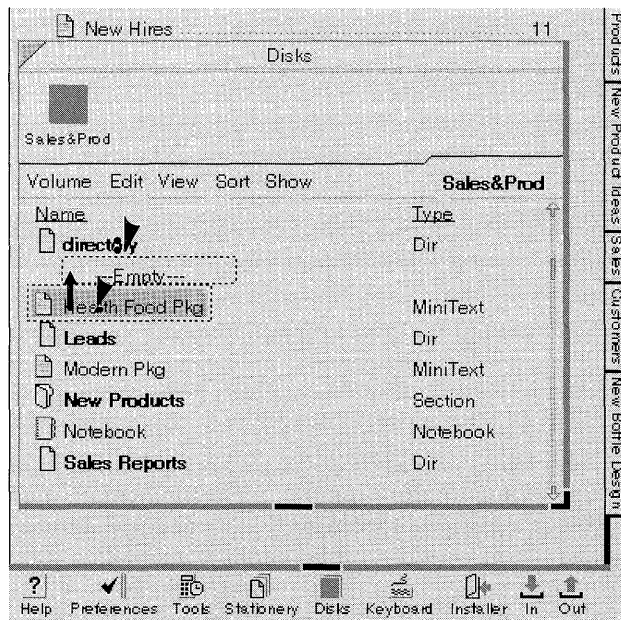 New Hires 11
Disks
Sales&Prod
Volume Edit View Sort Show Sales&Prod
Name Type
directory Dir
---Empty---
Health Food Pkg MiniText
Leads Dir
Modern Pkg MiniText
New Products Section
Notebook Notebook
Sales Reports Dir
Products
New Product Ideas
Sales
Customers
New Bottle Design
? Help Preferences Tools Stationery Disks Keyboard Installer In Out